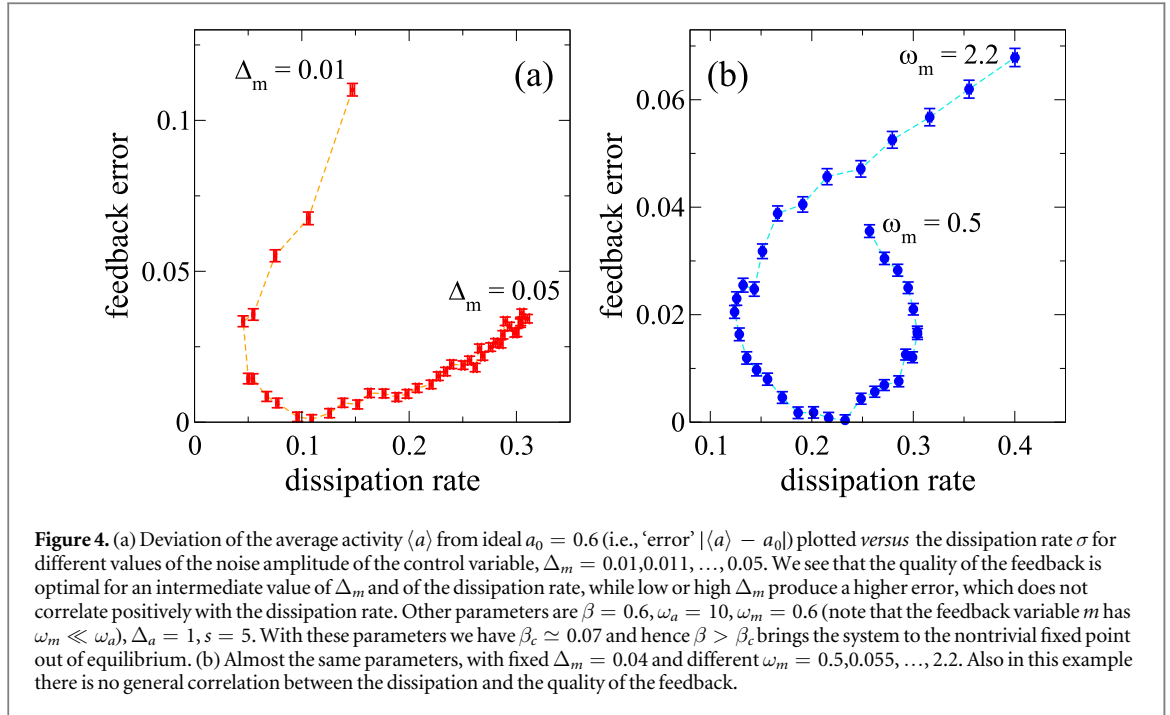 Δm = 0.01
(a)
Δm = 0.05
feedback error
0.1
0.05
0
0
0.1
0.2
0.3
dissipation rate
(b)
ωm = 2.2
ωm = 0.5
feedback error
0.06
0.04
0.02
0
0.1
0.2
0.3
0.4
dissipation rate
Figure 4. (a) Deviation of the average activity ⟨a⟩ from ideal a₀ = 0.6 (i.e., ‘error’ |⟨a⟩ − a₀|) plotted versus the dissipation rate σ for
different values of the noise amplitude of the control variable, Δm = 0.01,0.011, …,0.05. We see that the quality of the feedback is
optimal for an intermediate value of Δm and of the dissipation rate, while low or high Δm produce a higher error, which does not
correlate positively with the dissipation rate. Other parameters are β = 0.6, ωa = 10, ωm = 0.6 (note that the feedback variable m has
ωm ≪ ωa), Δa = 1, s = 5. With these parameters we have βc ≃ 0.07 and hence β > βc brings the system to the nontrivial fixed point
out of equilibrium. (b) Almost the same parameters, with fixed Δm = 0.04 and different ωm = 0.5,0.055, …, 2.2. Also in this example
there is no general correlation between the dissipation and the quality of the feedback.